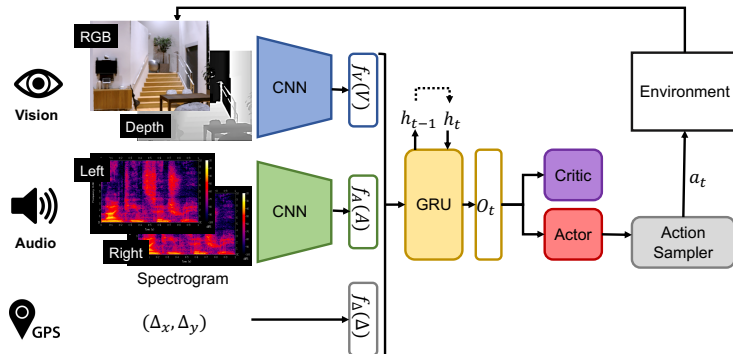 RGB
Depth
Vision
CNN
f_V(V)
Left
Right
Spectrogram
Audio
CNN
f_A(A)
GPS
(Δ_x, Δ_y)
f_Δ(Δ)
h_{t-1} h_t
GRU
O_t
Critic
Actor
Action
Sampler
a_t
Environment